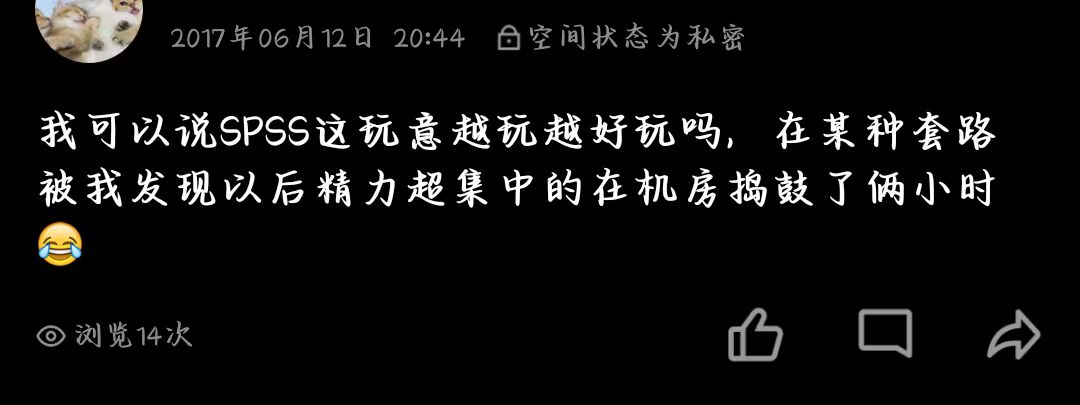 2017年06月12日 20:44 空间状态为私密
我可以说SPSS这玩意越玩越好玩吗，在某种套路
被我发现以后精力超集中的在机房捣鼓了俩小时
😂
浏览14次